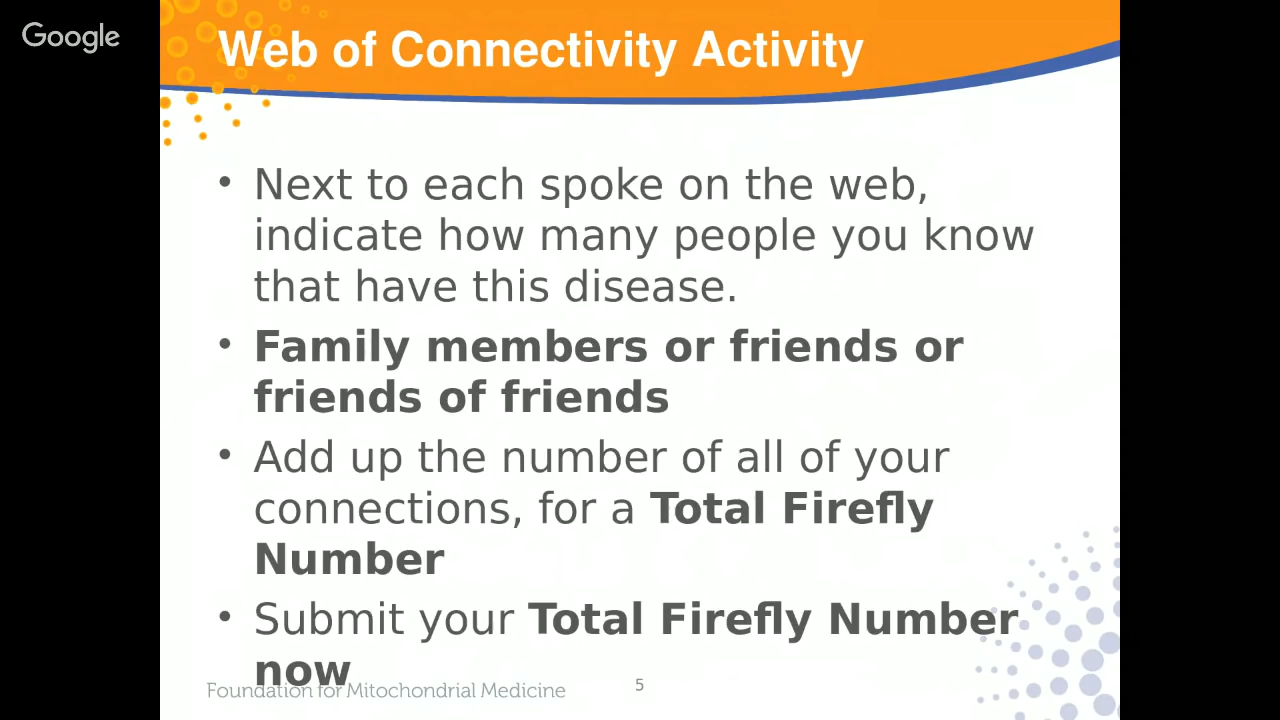 Google
Web of Connectivity Activity
• Next to each spoke on the web,
indicate how many people you know
that have this disease.
• Family members or friends or
friends of friends
• Add up the number of all of your
connections, for a Total Firefly
Number
• Submit your Total Firefly Number
now
Foundation for Mitochondrial Medicine
5